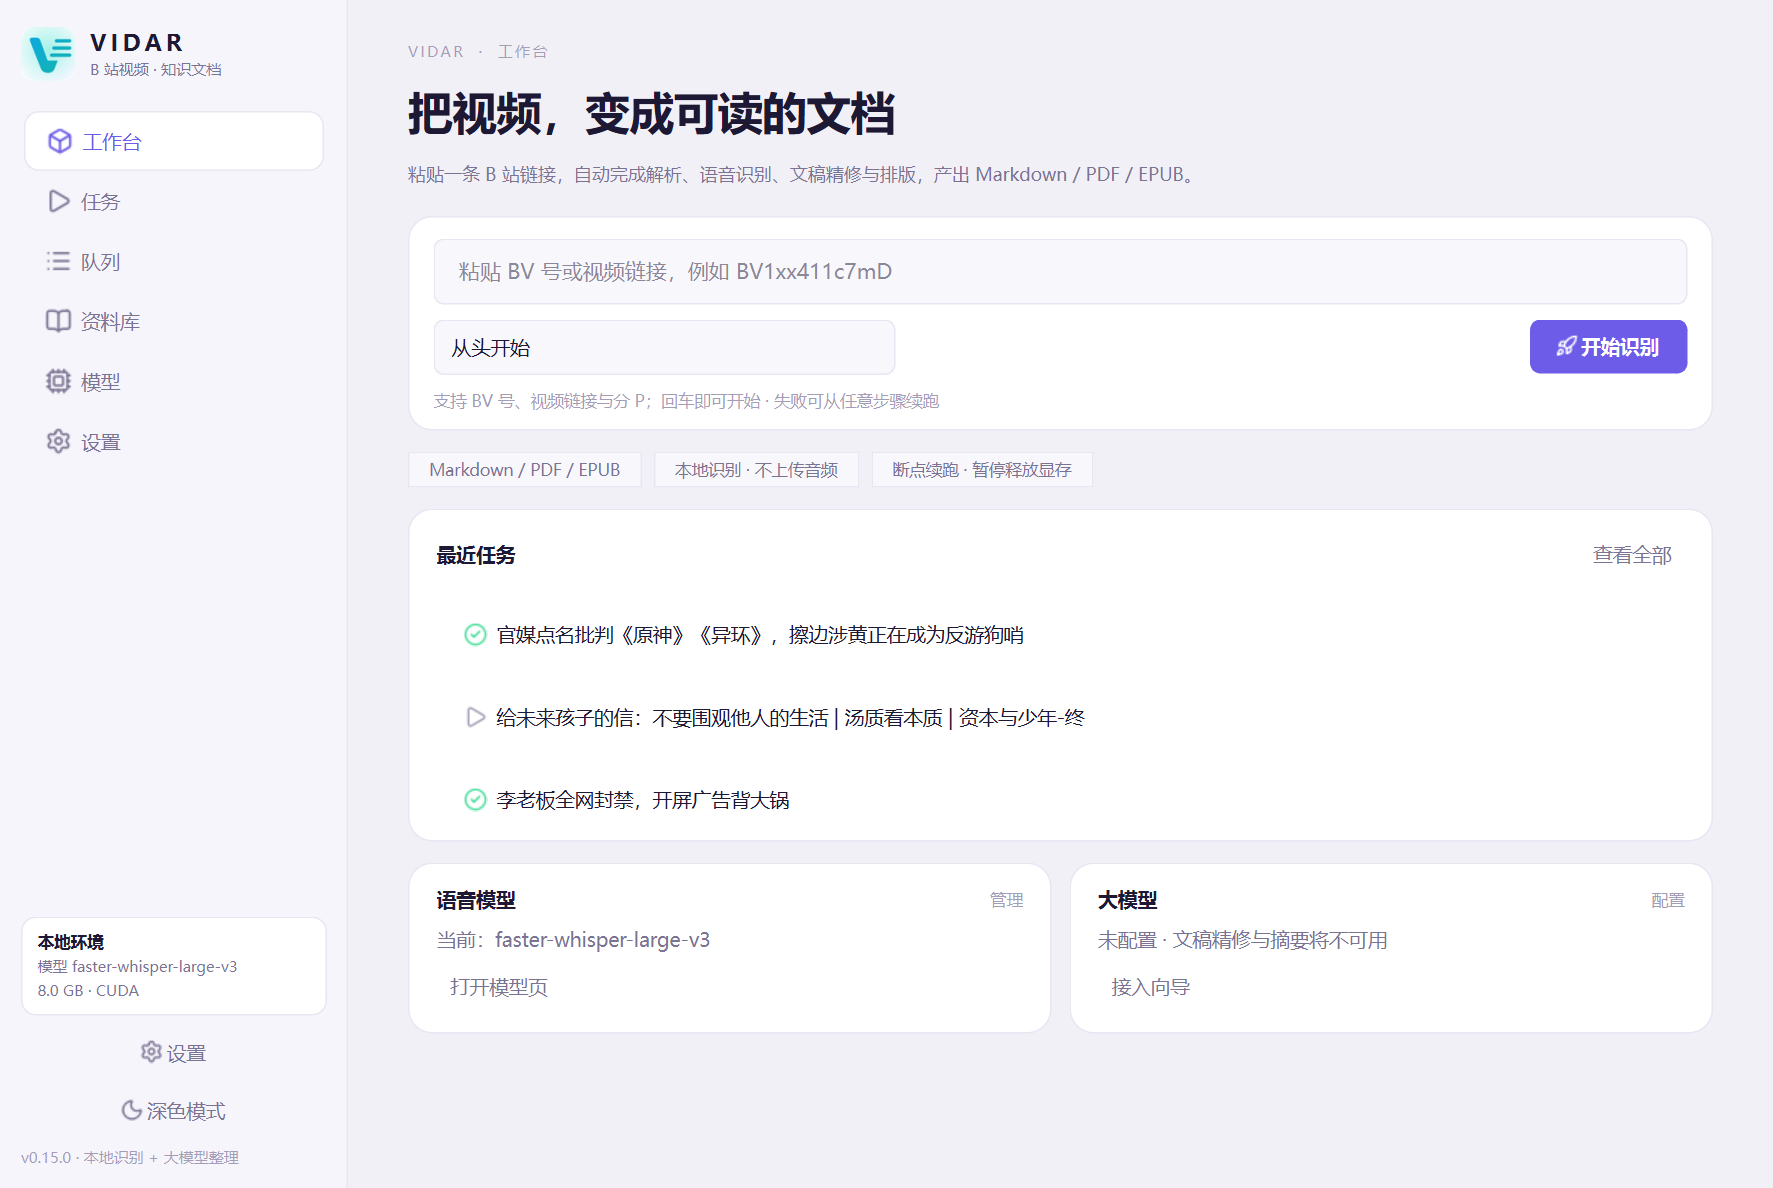 VIDAR
B 站视频 · 知识文档
工作台
任务
队列
资料库
模型
设置
本地环境
模型 faster-whisper-large-v3
8.0 GB · CUDA
设置
深色模式
v0.15.0 · 本地识别 + 大模型整理
VIDAR · 工作台
把视频，变成可读的文档
粘贴一条 B 站链接，自动完成解析、语音识别、文稿精修与排版，产出 Markdown / PDF / EPUB。
粘贴 BV 号或视频链接，例如 BV1xx411c7mD
从头开始
开始识别
支持 BV 号、视频链接与分 P；回车即可开始 · 失败可从任意步骤续跑
Markdown / PDF / EPUB
本地识别 · 不上传音频
断点续跑 · 暂停释放显存
最近任务
查看全部
官媒点名批判《原神》《异环》，擦边涉黄正在成为反游狗哨
给未来孩子的信：不要围观他人的生活 | 汤质看本质 | 资本与少年-终
李老板全网封禁，开屏广告背大锅
语音模型
管理
当前：faster-whisper-large-v3
打开模型页
大模型
配置
未配置 · 文稿精修与摘要将不可用
接入向导